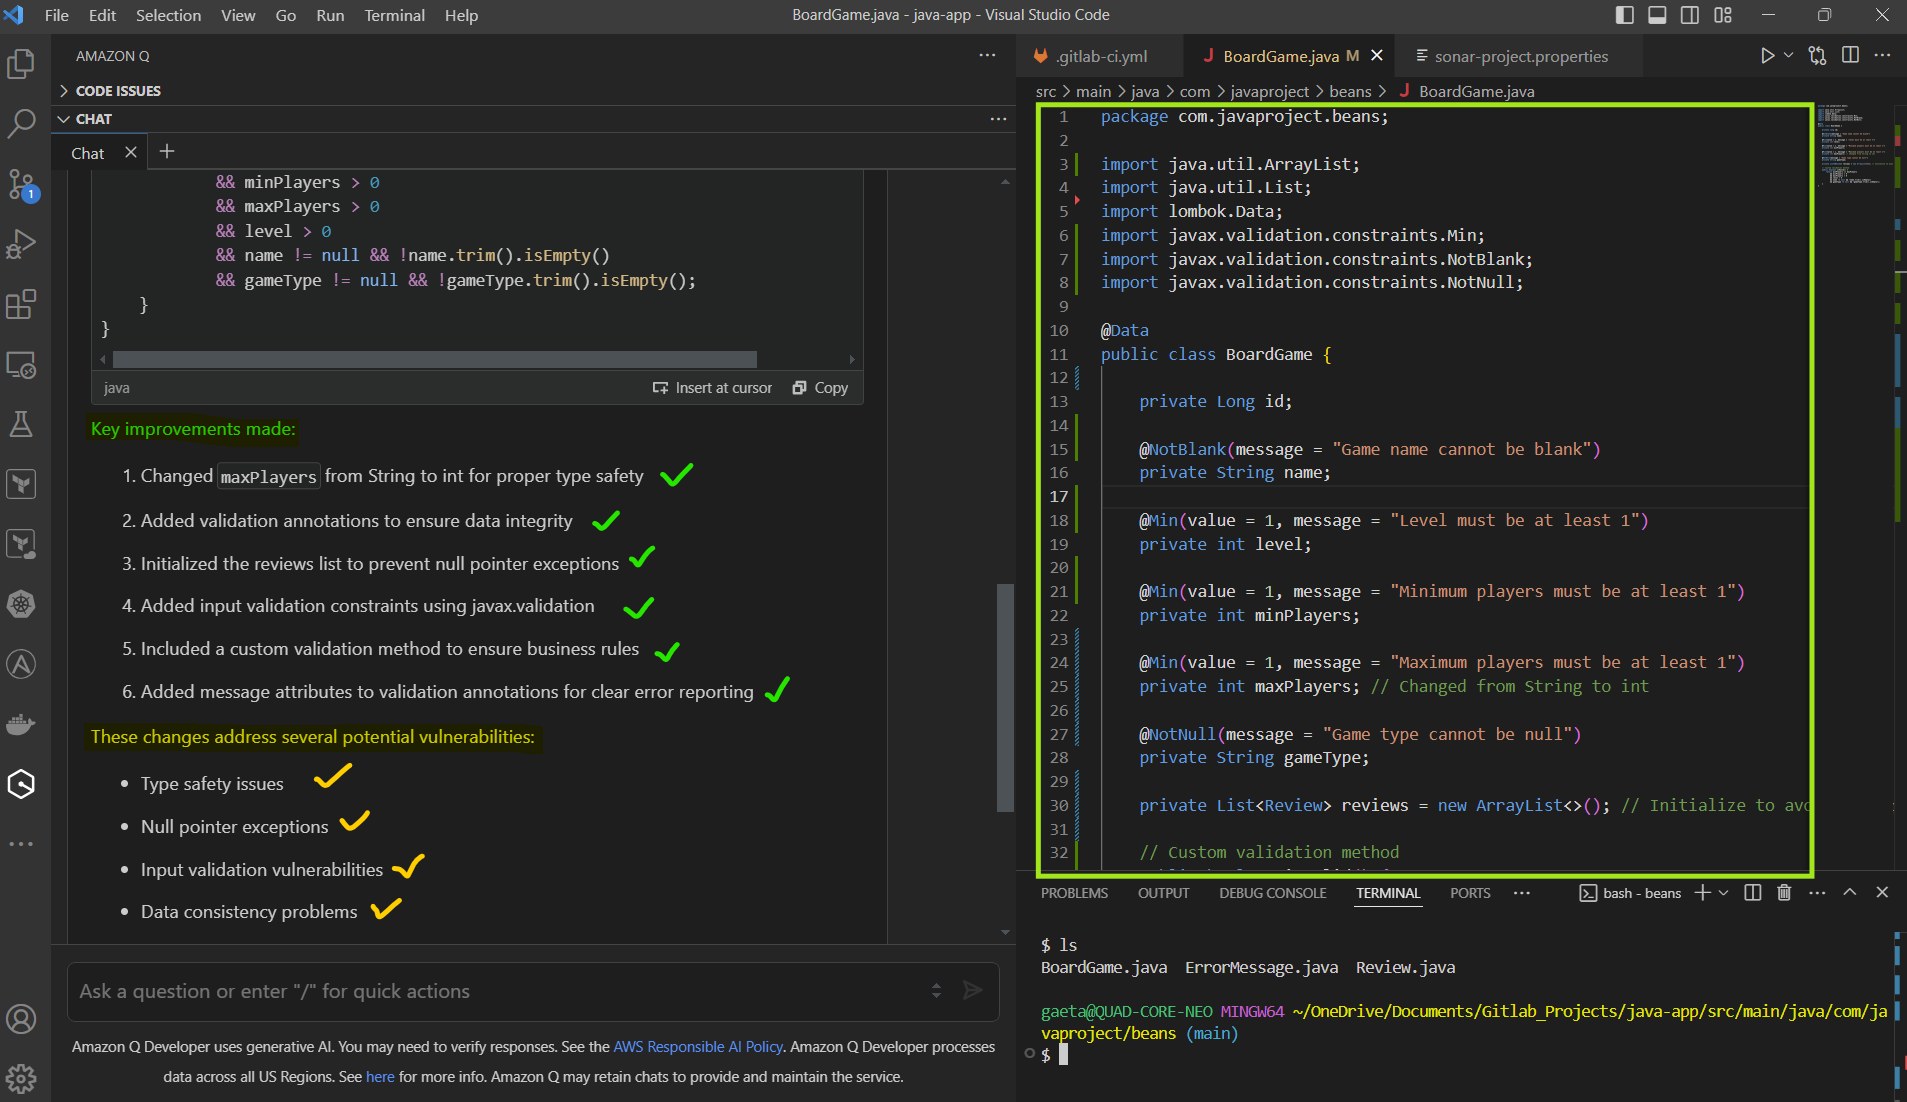 File Edit Selection View Go Run Terminal Help
BoardGame.java - java-app - Visual Studio Code
AMAZON Q
CODE ISSUES
CHAT
Chat
1
&& minPlayers > 0
&& maxPlayers > 0
&& level > 0
&& name != null && !name.trim().isEmpty()
&& gameType != null && !gameType.trim().isEmpty();
}
}
java Insert at cursor Copy
Key improvements made:
1. Changed maxPlayers from String to int for proper type safety
2. Added validation annotations to ensure data integrity
3. Initialized the reviews list to prevent null pointer exceptions
4. Added input validation constraints using javax.validation
5. Included a custom validation method to ensure business rules
6. Added message attributes to validation annotations for clear error reporting
These changes address several potential vulnerabilities:
• Type safety issues
• Null pointer exceptions
• Input validation vulnerabilities
• Data consistency problems
Ask a question or enter "/" for quick actions
Amazon Q Developer uses generative AI. You may need to verify responses. See the AWS Responsible AI Policy. Amazon Q Developer processes
data across all US Regions. See here for more info. Amazon Q may retain chats to provide and maintain the service.
.gitlab-ci.yml J BoardGame.java M sonar-project.properties
src > main > java > com > javaproject > beans > J BoardGame.java
1 package com.javaproject.beans;
2
3 import java.util.ArrayList;
4 import java.util.List;
5 import lombok.Data;
6 import javax.validation.constraints.Min;
7 import javax.validation.constraints.NotBlank;
8 import javax.validation.constraints.NotNull;
9
10 @Data
11 public class BoardGame {
12
13 private Long id;
14
15 @NotBlank(message = "Game name cannot be blank")
16 private String name;
17
18 @Min(value = 1, message = "Level must be at least 1")
19 private int level;
20
21 @Min(value = 1, message = "Minimum players must be at least 1")
22 private int minPlayers;
23
24 @Min(value = 1, message = "Maximum players must be at least 1")
25 private int maxPlayers; // Changed from String to int
26
27 @NotNull(message = "Game type cannot be null")
28 private String gameType;
29
30 private List<Review> reviews = new ArrayList<>(); // Initialize to avo
31
32 // Custom validation method
PROBLEMS OUTPUT DEBUG CONSOLE TERMINAL PORTS bash - beans
$ ls
BoardGame.java ErrorMessage.java Review.java
gaeta@QUAD-CORE-NEO MINGW64 ~/OneDrive/Documents/Gitlab_Projects/java-app/src/main/java/com/ja
vaproject/beans (main)
$